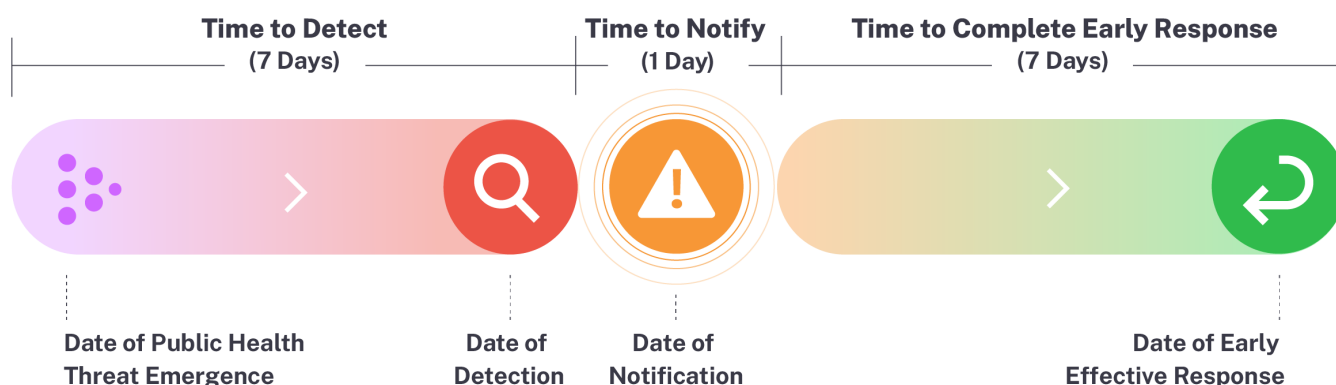 Time to Detect
(7 Days)
Time to Notify
(1 Day)
Time to Complete Early Response
(7 Days)
!
Date of Public Health
Threat Emergence
Date of
Detection
Date of
Notification
Date of Early
Effective Response